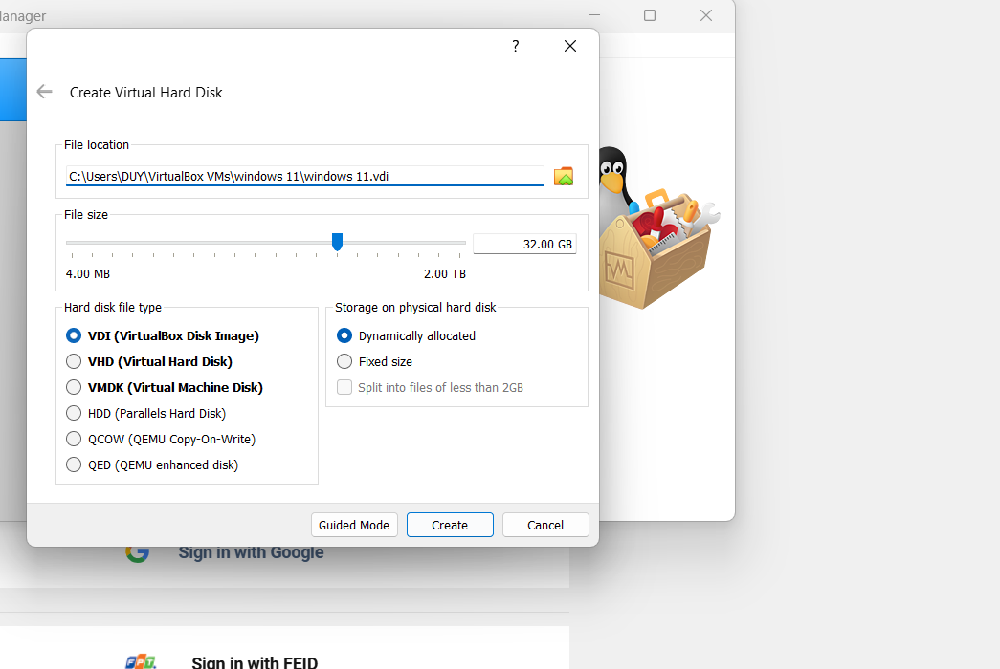 ?
Create Virtual Hard Disk
File location
C:\Users\DUY\VirtualBox VMs\windows 11\windows 11.vdi
File size
32.00 GB
4.00 MB 2.00 TB
Hard disk file type
VDI (VirtualBox Disk Image)
VHD (Virtual Hard Disk)
VMDK (Virtual Machine Disk)
HDD (Parallels Hard Disk)
QCOW (QEMU Copy-On-Write)
QED (QEMU enhanced disk)
Storage on physical hard disk
Dynamically allocated
Fixed size
Split into files of less than 2GB
Guided Mode Create Cancel
Sign in with Google
FPT.
Sign in with FEID